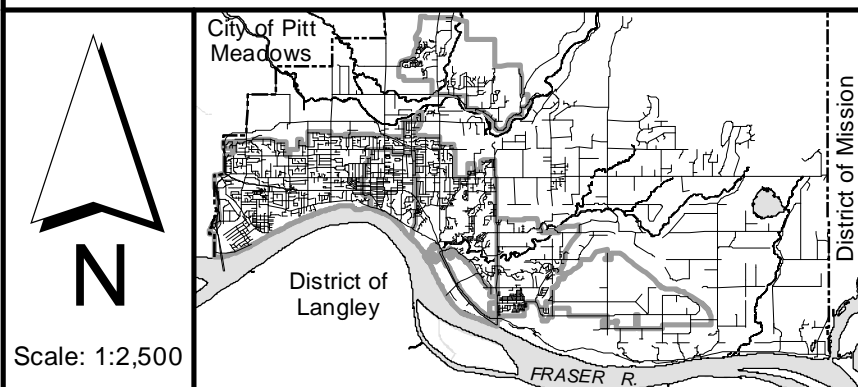 City of Pitt
Meadows
District of Mission
N
District of
Langley
Scale: 1:2,500
FRASER R.